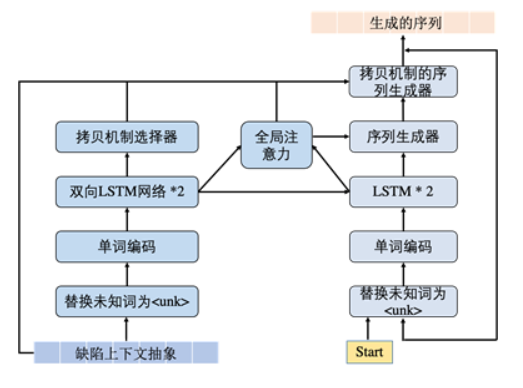 生成的序列
拷贝机制的序
列生成器
拷贝机制选择器
全局注
意力
序列生成器
双向LSTM网络 *2
LSTM * 2
单词编码
单词编码
替换未知词为<unk>
替换未知词为
<unk>
缺陷上下文抽象
Start